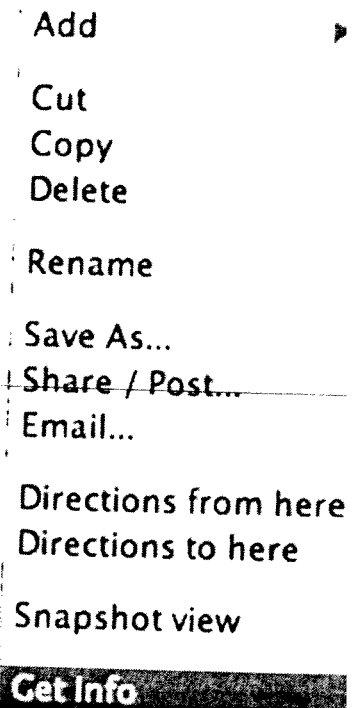 Add
Cut
Copy
Delete
Rename
Save As...
Share / Post...
Email...
Directions from here
Directions to here
Snapshot view
Get Info